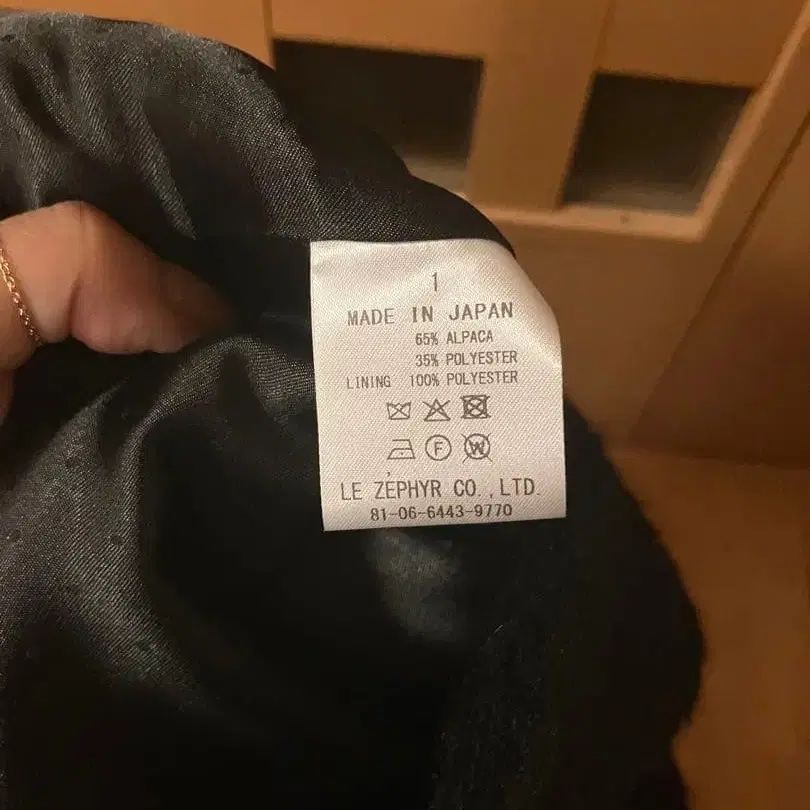 1
MADE IN JAPAN
65% ALPACA
35% POLYESTER
LINING 100% POLYESTER
F W
LE ZEPHYR CO.,LTD.
81-06-6443-9770